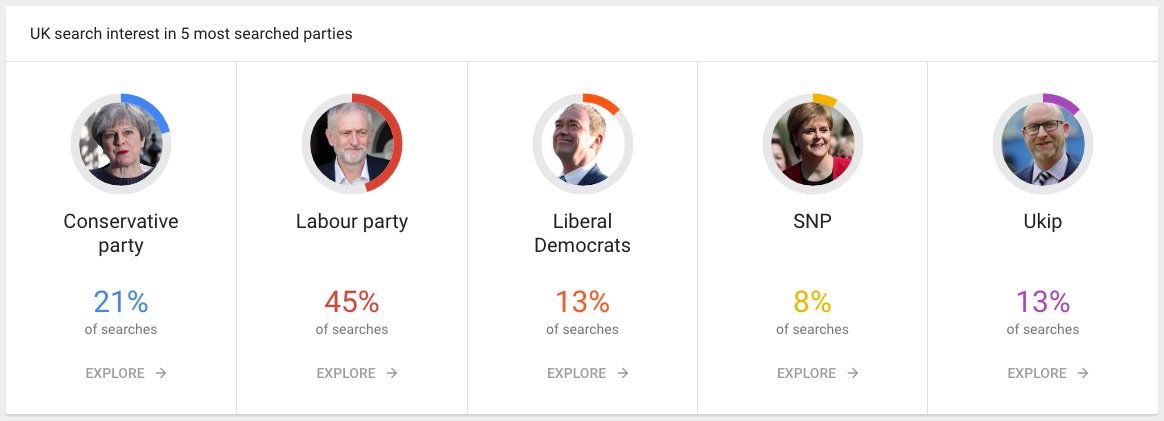 UK search interest in 5 most searched parties
Conservative
party
21%
of searches
EXPLORE
Labour party
45%
of searches
EXPLORE
Liberal
Democrats
13%
of searches
EXPLORE
SNP
8%
of searches
EXPLORE
Ukip
13%
of searches
EXPLORE